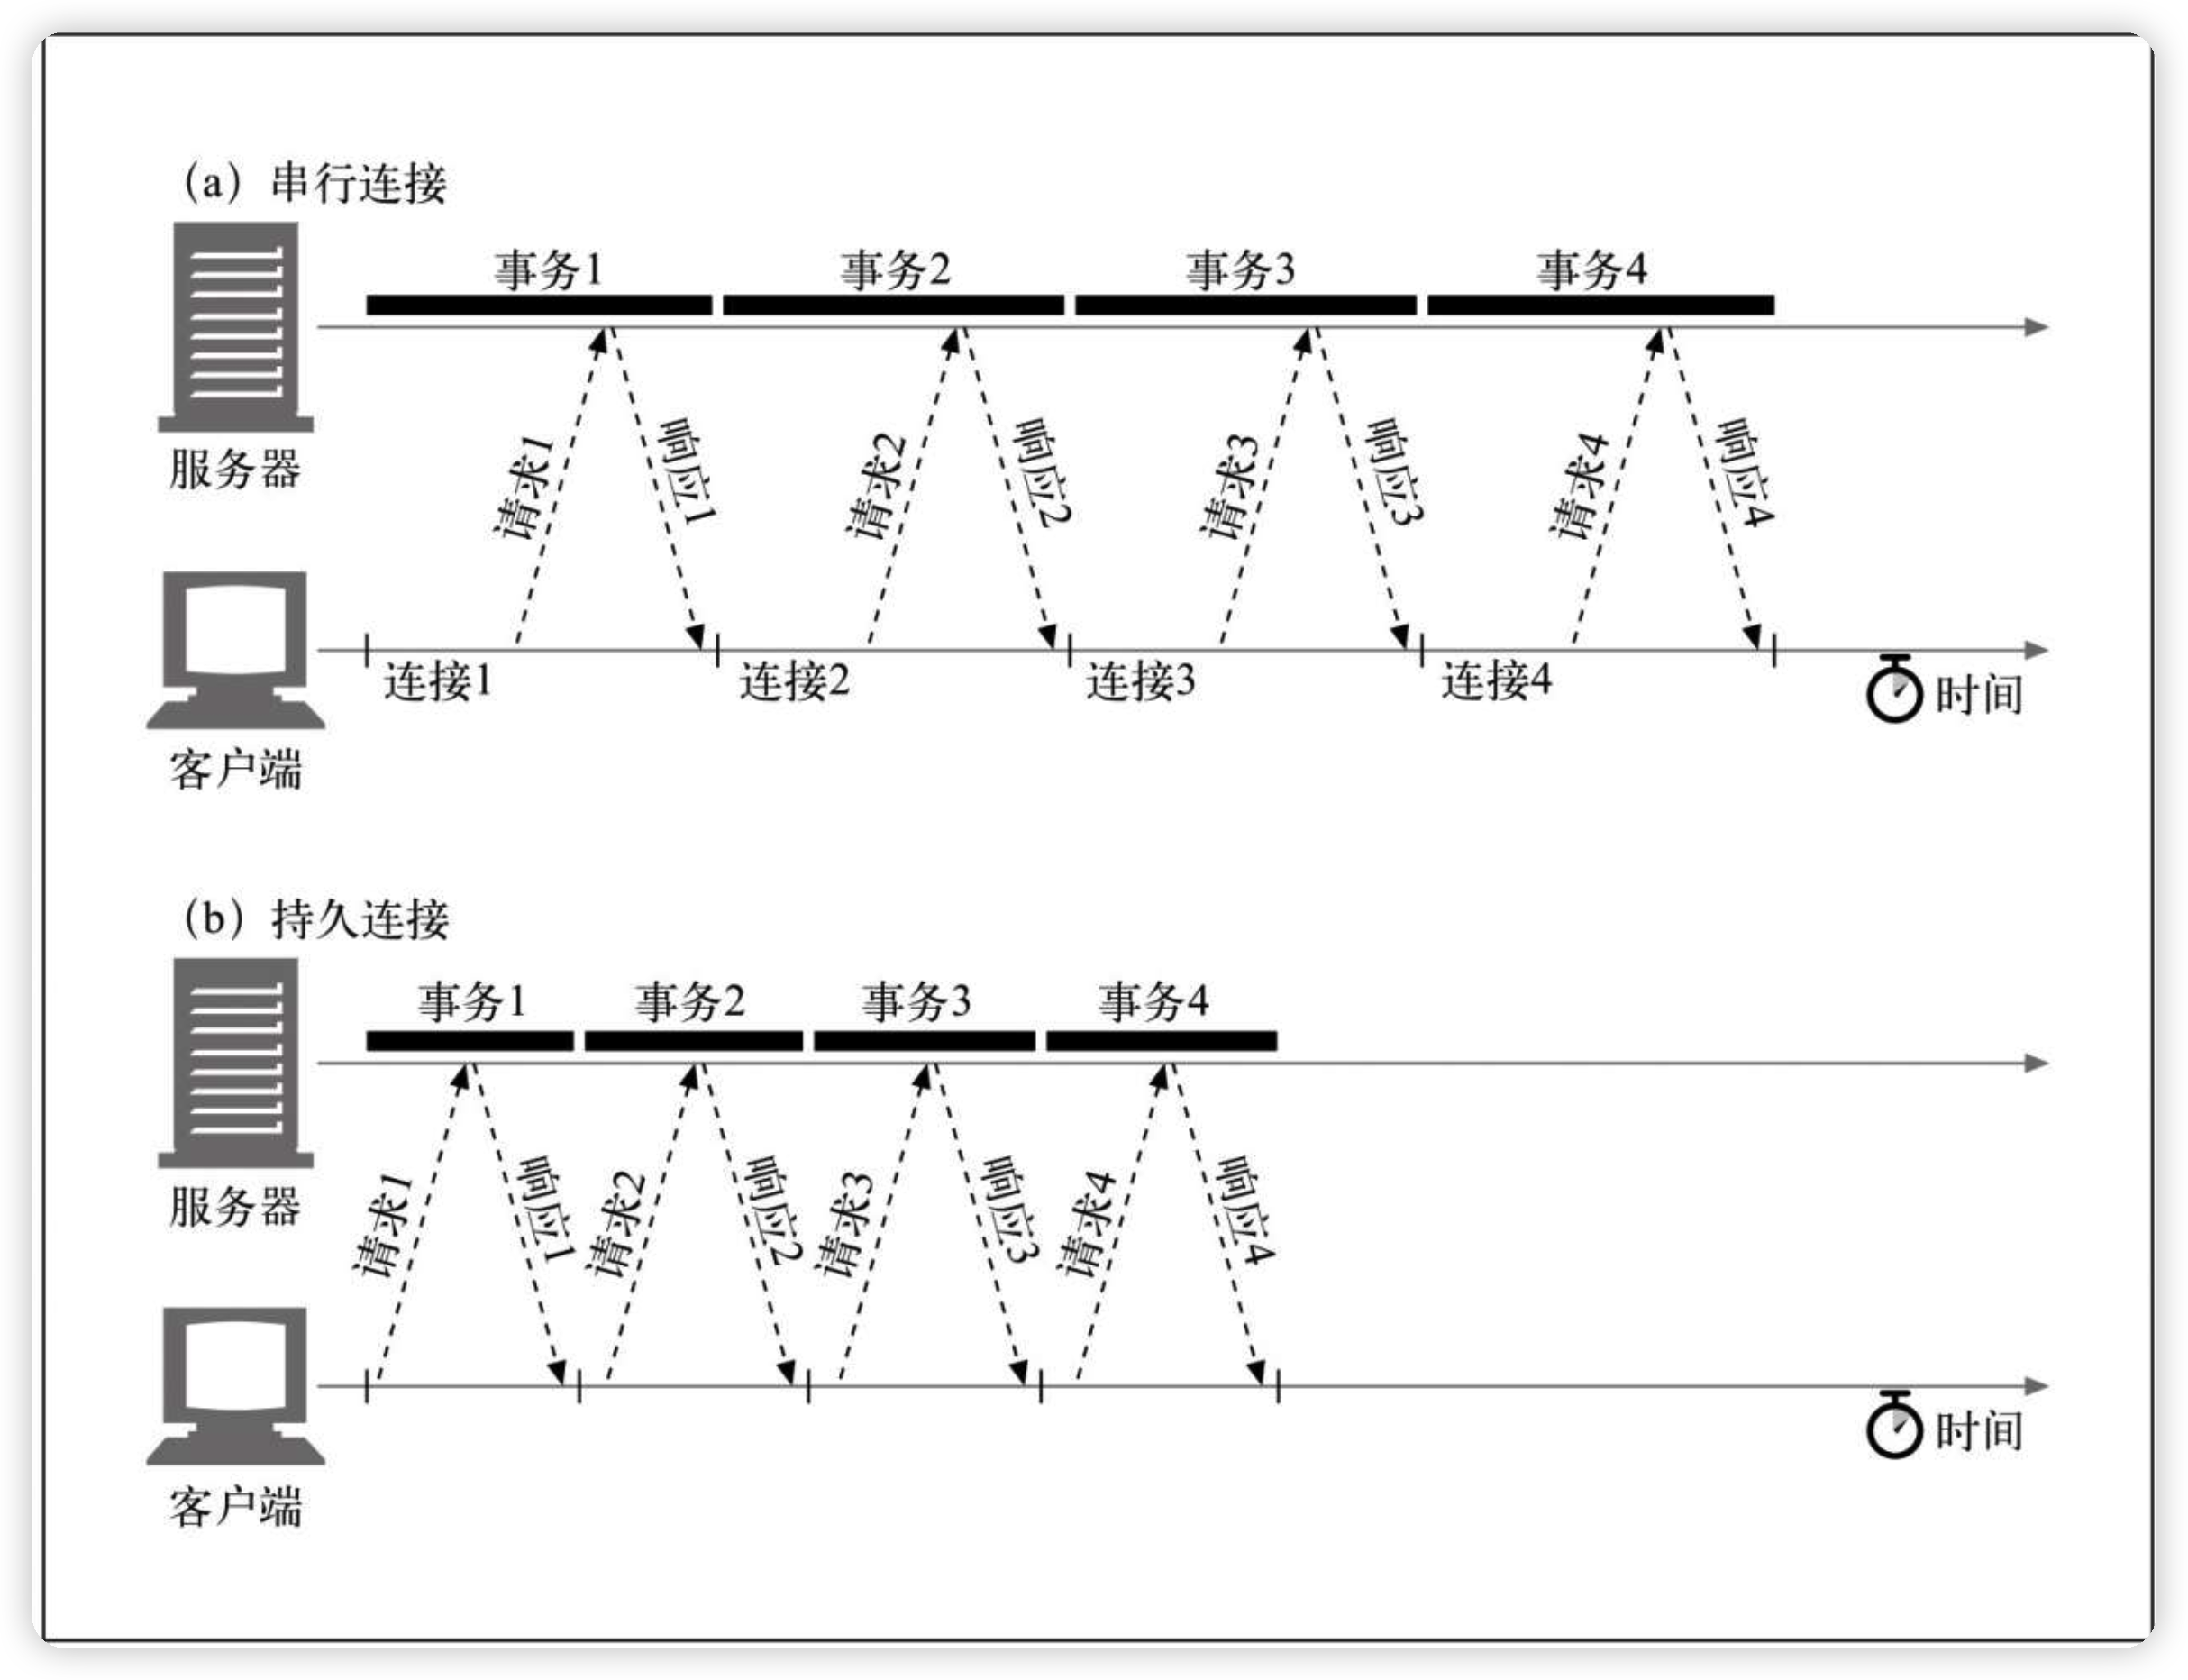 （a）串行连接
事务1
事务2
事务3
事务4
服务器
请求1
响应1
请求2
响应2
请求3
响应3
请求4
响应4
连接1
连接2
连接3
连接4
时间
客户端
（b）持久连接
事务1
事务2
事务3
事务4
服务器
请求1
响应1
请求2
响应2
请求3
响应3
请求4
响应4
时间
客户端